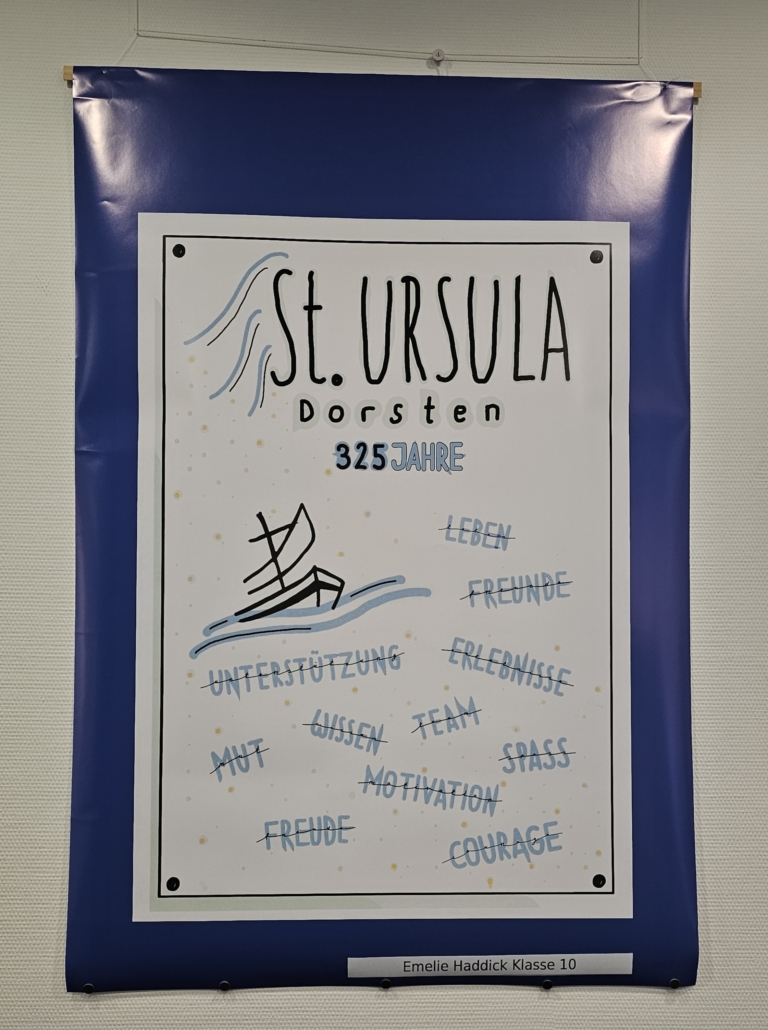 St. URSULA
Dorsten
325 JAHRE
LEBEN
FREUNDE
UNTERSTÜTZUNG
ERLEBNISSE
WISSEN
TEAM
MUT
SPASS
MOTIVATION
FREUDE
COURAGE
Emelie Haddick Klasse 10